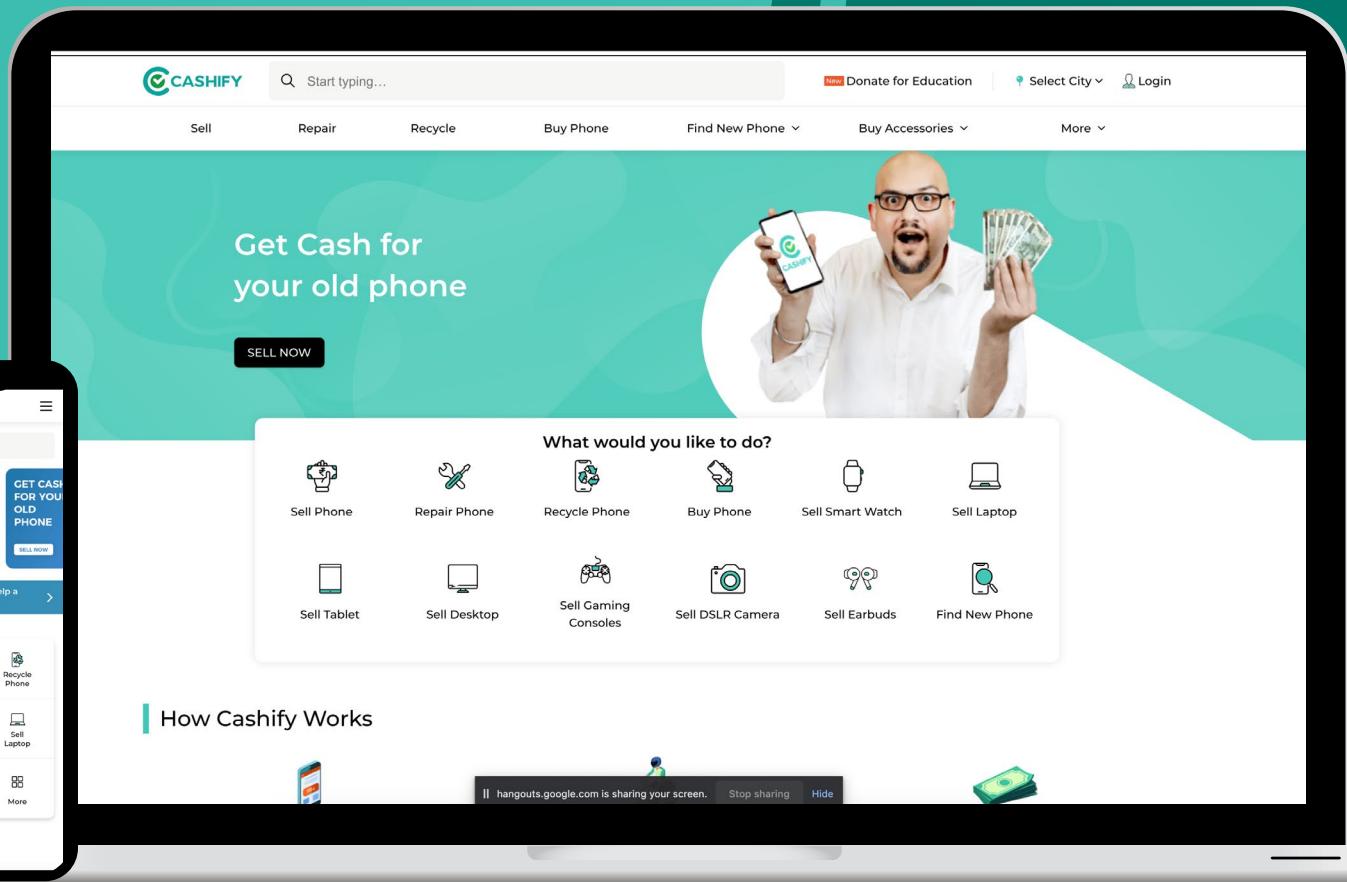 CASHIFY
Start typing...
New Donate for Education
Select City
Login
Sell
Repair
Recycle
Buy Phone
Find New Phone
Buy Accessories
More
Get Cash for
your old phone
SELL NOW
CASHIFY
What would you like to do?
Sell Phone
Repair Phone
Recycle Phone
Buy Phone
Sell Smart Watch
Sell Laptop
Sell Tablet
Sell Desktop
Sell Gaming
Consoles
Sell DSLR Camera
Sell Earbuds
Find New Phone
How Cashify Works
hangouts.google.com is sharing your screen.
Stop sharing
Hide
GET CASH
FOR YOU
OLD
PHONE
SELL NOW
elp a
Recycle
Phone
Sell
Laptop
More